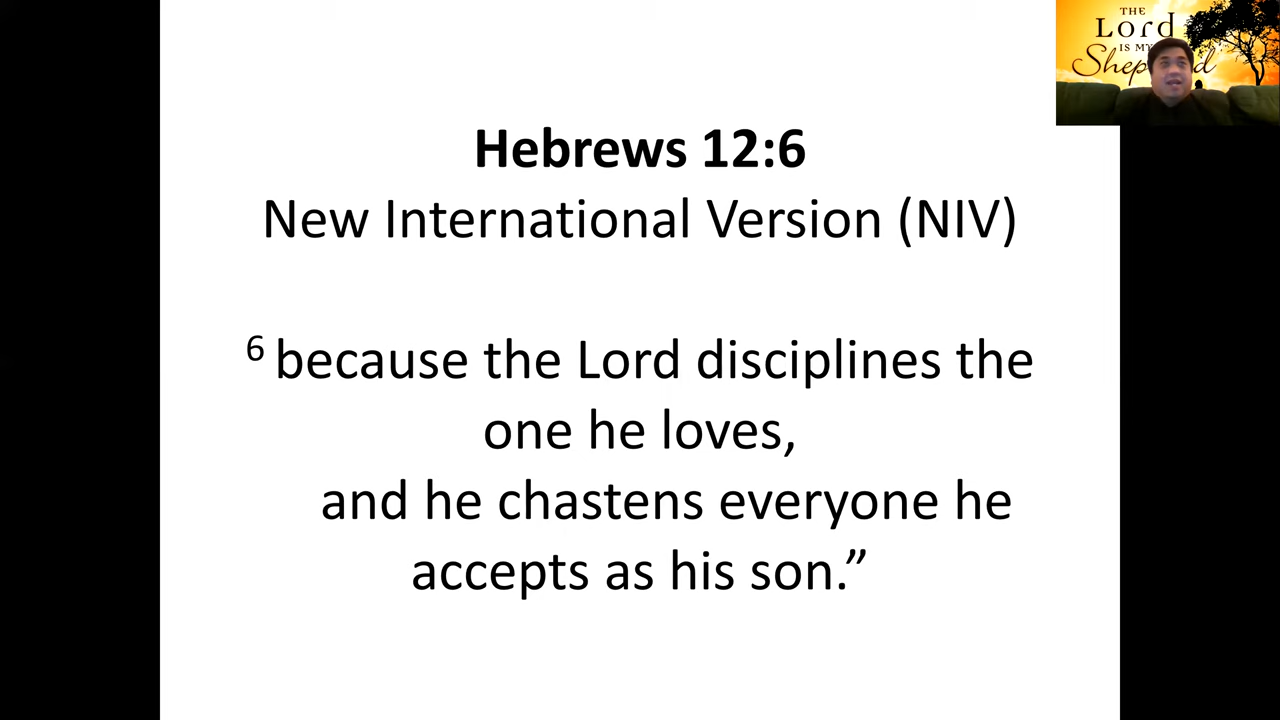 THE
Lord
IS MY
Hebrews 12:6
New International Version (NIV)
6 because the Lord disciplines the
one he loves,
and he chastens everyone he
accepts as his son.”